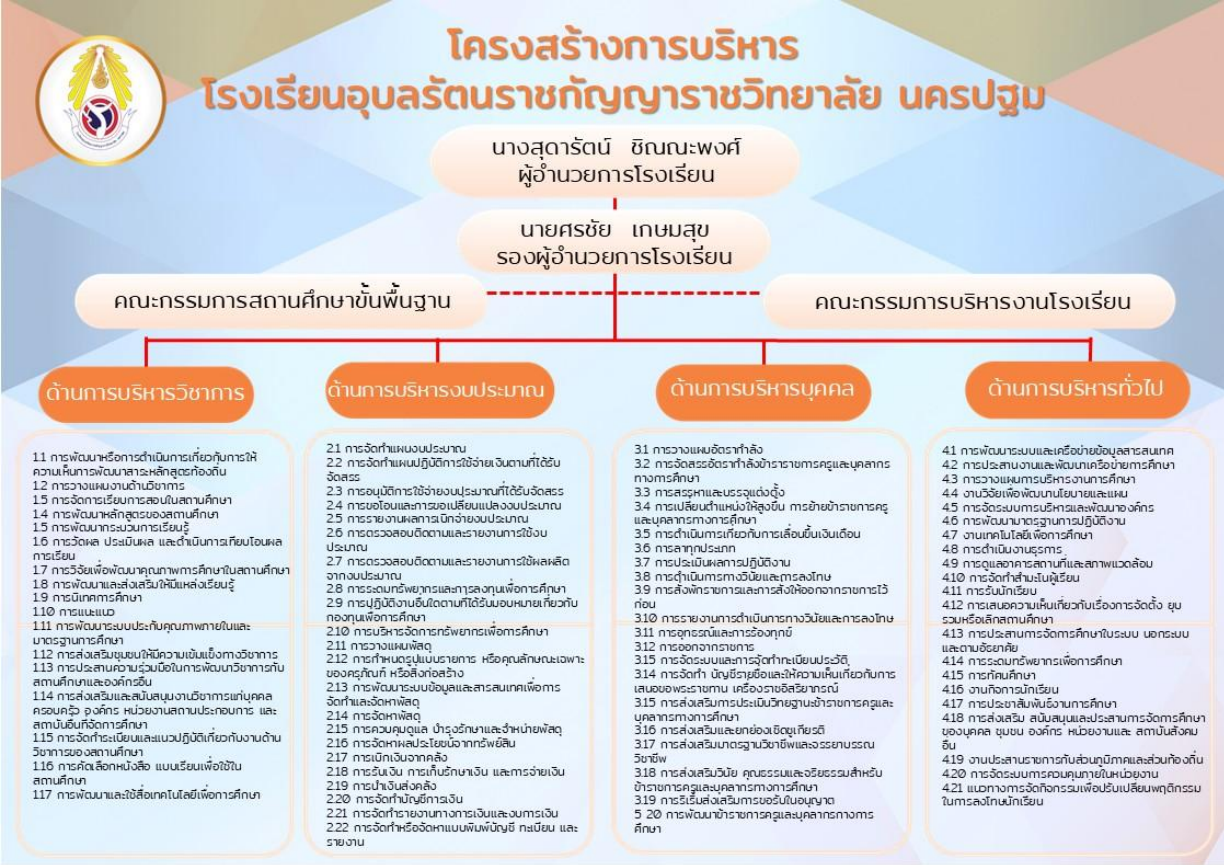 โครงสร้างการบริหาร
โรงเรียนอุบลรัตนราชกัญญาราชวิทยาลัย นครปฐม
นางสุดารัตน์ ชิณณะพงศ์
ผู้อำนวยการโรงเรียน
นายศรชัย เกษมสุข
รองผู้อำนวยการโรงเรียน
คณะกรรมการสถานศึกษาขั้นพื้นฐาน
คณะกรรมการบริหารงานโรงเรียน
ด้านการบริหารวิชาการ
1.1 การพัฒนาหรือการดำเนินการเกี่ยวกับการให้
ความเห็นการพัฒนาสาระหลักสูตรท้องถิ่น
1.2 การวางแผนงานด้านวิชาการ
1.5 การจัดการเรียบการสอนในสถานศึกษา
1.4 การพัฒนาหลักสูตรของสถานศึกษา
1.5 การพัฒนากระบวนการเรียนรู้
1.6 การวัดผล ประเมินผล และดำเนินการเทียบโอนผล
การเรียน
1.7 การวิจัยเพื่อพัฒนาคุณภาพการศึกษาในสถานศึกษา
1.8 การพัฒนาและส่งเสริมให้มีแหล่งเรียนรู้
1.9 การนิเทศการศึกษา
1.10 การแนะแนว
1.11 การพัฒนาระบบประกันคุณภาพภายในและ
มาตรฐานการศึกษา
1.12 การส่งเสริมชุมชนให้มีความเข้มแข็งทางวิชาการ
1.13 การประสานความร่วมมือในการพัฒนาวิชาการกับ
สถานศึกษาและองค์กรอื่น
1.14 การส่งเสริมและสนับสนุนงานวิชาการแก่บุคคล
ครอบครัว องค์กร หน่วยงานสถานประกอบการ และ
สถาบันอื่นที่จัดการศึกษา
1.15 การจัดทำระเบียบและแนวปฏิบัติเกี่ยวกับงานด้าน
วิชาการของสถานศึกษา
1.16 การคัดเลือกหนังสือ แบบเรียนเพื่อใช้ใน
สถานศึกษา
1.17 การพัฒนาและใช้สื่อเทคโนโลยีเพื่อการศึกษา
ด้านการบริหารงบประมาณ
2.1 การจัดทำแผนงบประมาณ
2.2 การจัดทำแผนปฏิบัติการใช้จ่ายเงินตามที่ได้รับ
จัดสรร
2.3 การอนุมัติการใช้จ่ายงบประมาณที่ได้รับจัดสรร
2.4 การขอโอนและการขอเปลี่ยนแปลงงบประมาณ
2.5 การรายงานผลการเบิกจ่ายงบประมาณ
2.6 การตรวจสอบติดตามและรายงานการใช้งบ
ประมาณ
2.7 การตรวจสอบติดตามและรายงานการใช้ผลผลิต
จากงบประมาณ
2.8 การระดมทรัพยากรและการลงทุนเพื่อการศึกษา
2.9 การปฏิบัติงานอื่นใดตามที่ได้รับมอบหมายเกี่ยวกับ
กองทุนเพื่อการศึกษา
2.10 การบริหารจัดการทรัพยากรเพื่อการศึกษา
2.11 การวางแผนพัสดุ
2.12 การกำหนดรูปแบบรายการ หรือคุณลักษณะเฉพาะ
ของครุภัณฑ์ หรือสิ่งก่อสร้าง
2.13 การพัฒนาระบบข้อมูลและสารสนเทศเพื่อการ
จัดทำและจัดหาพัสดุ
2.14 การจัดหาพัสดุ
2.15 การควบคุมดูแล บำรุงรักษาและจำหน่ายพัสดุ
2.16 การจัดหาผลประโยชน์จากทรัพย์สิน
2.17 การเบิกเงินจากคลัง
2.18 การรับเงิน การเก็บรักษาเงิน และการจ่ายเงิน
2.19 การนำเงินส่งคลัง
2.20 การจัดทำบัญชีการเงิน
2.21 การจัดทำรายงานทางการเงินและงบการเงิน
2.22 การจัดทำหรือจัดหาแบบพิมพ์บัญชี ทะเบียน และ
รายงาน
ด้านการบริหารบุคคล
3.1 การวางแผนอัตรากำลัง
3.2 การจัดสรรอัตรากำลังข้าราชการครูและบุคลากร
ทางการศึกษา
3.3 การสรรหาและบรรจุแต่งตั้ง
3.4 การเปลี่ยนตำแหน่งให้สูงขึ้น การย้ายข้าราชการครู
และบุคลากรทางการศึกษา
3.5 การดำเนินการเกี่ยวกับการเลื่อนขึ้นเงินเดือน
3.6 การลาทุกประเภท
3.7 การประเมินผลการปฏิบัติงาน
3.8 การดำเนินการทางวินัยและการลงโทษ
3.9 การสั่งพักราชการและการสั่งให้ออกจากราชการไว้
ก่อน
3.10 การรายงานการดำเนินการทางวินัยและการลงโทษ
3.11 การอุทธรณ์และการร้องทุกข์
3.12 การออกจากราชการ
3.15 การจัดระบบและการจัดทำทะเบียนประวัติ
3.14 การจัดทำ บัญชีรายชื่อและให้ความเห็นเกี่ยวกับการ
เสนอขอพระราชทาน เครื่องราชอิสริยาภรณ์
3.15 การส่งเสริมการประเมินวิทยฐานะข้าราชการครูและ
บุคลากรทางการศึกษา
3.16 การส่งเสริมและยกย่องเชิดชูเกียรติ
3.17 การส่งเสริมมาตรฐานวิชาชีพและจรรยาบรรณ
วิชาชีพ
3.18 การส่งเสริมวินัย คุณธรรมและจริยธรรมสำหรับ
ข้าราชการครูและบุคลากรทางการศึกษา
3.19 การริเริ่มส่งเสริมการขอรับใบอนุญาต
5 20 การพัฒนาข้าราชการครูและบุคลากรทางการ
ศึกษา
ด้านการบริหารทั่วไป
4.1 การพัฒนาระบบและเครือข่ายข้อมูลสารสนเทศ
4.2 การประสานงานและพัฒนาเครือข่ายการศึกษา
4.3 การวางแผนการบริหารงานการศึกษา
4.4 งานวิจัยเพื่อพัฒนานโยบายและแผน
4.5 การจัดระบบการบริหารและพัฒนาองค์กร
4.6 การพัฒนามาตรฐานการปฏิบัติงาน
4.7 งานเทคโนโลยีเพื่อการศึกษา
4.8 การดำเนินงานธุรการ
4.9 การดูแลอาคารสถานที่และสภาพแวดล้อม
4.10 การจัดทำสำมะโนผู้เรียน
4.11 การรับนักเรียน
4.12 การเสนอความเห็นเกี่ยวกับเรื่องการจัดตั้ง ยุบ
รวมหรือเลิกสถานศึกษา
4.13 การประสานการจัดการศึกษาในระบบ นอกระบบ
และตามอัธยาศัย
4.14 การระดมทรัพยากรเพื่อการศึกษา
4.15 การทัศนศึกษา
4.16 งานกิจการนักเรียน
4.17 การประชาสัมพันธ์งานการศึกษา
4.18 การส่งเสริม สนับสนุนและประสานการจัดการศึกษา
ของบุคคล ชุมชน องค์กร หน่วยงานและ สถาบันสังคม
อื่น
4.19 งานประสานราชการกับส่วนภูมิภาคและส่วนท้องถิ่น
4.20 การจัดระบบการควบคุมภายในหน่วยงาน
4.21 แนวทางการจัดกิจกรรมเพื่อปรับเปลี่ยนพฤติกรรม
ในการลงโทษนักเรียน